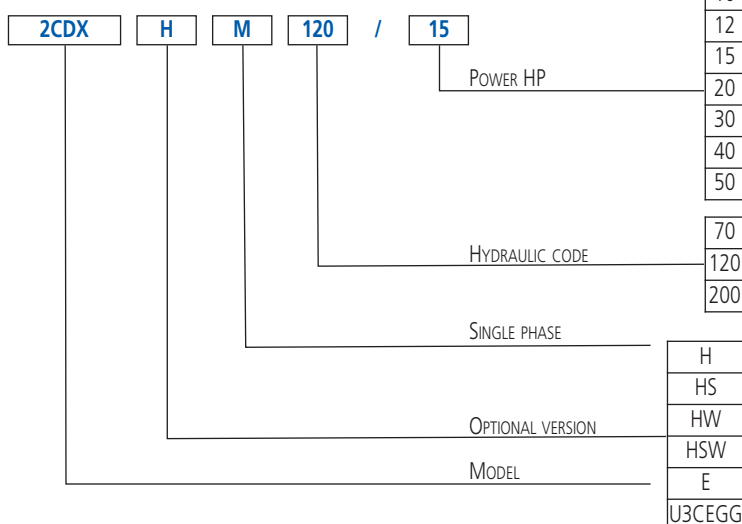 2CDX H M 120 / 15
12
15
POWER HP
20
30
40
50
70
HYDRAULIC CODE
120
200
SINGLE PHASE
H
HS
HW
OPTIONAL VERSION
HSW
MODEL
E
U3CEGG